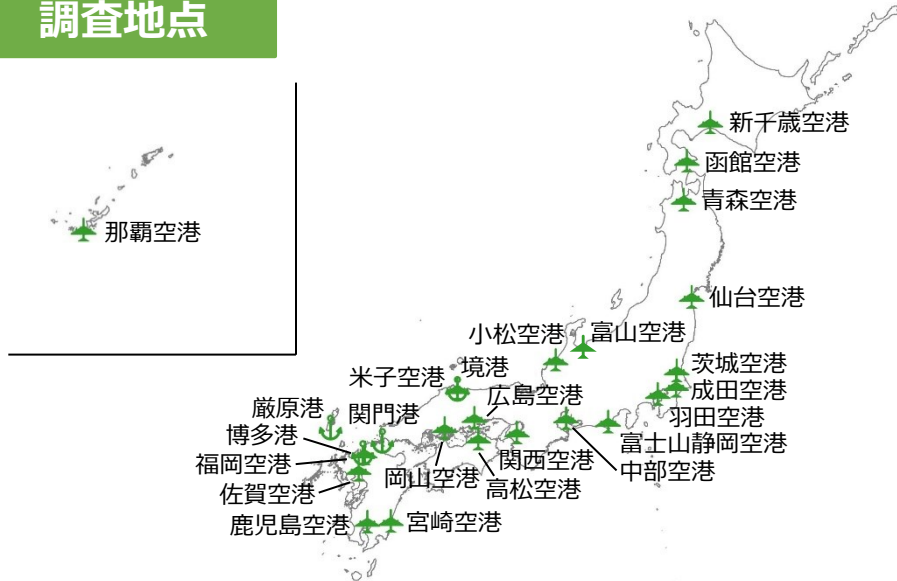 調査地点
新千歳空港
函館空港
青森空港
那覇空港
仙台空港
小松空港
富山空港
境港
米子空港
茨城空港
成田空港
広島空港
厳原港
関門港
羽田空港
博多港
富士山静岡空港
福岡空港
関西空港
中部空港
岡山空港
高松空港
佐賀空港
鹿児島空港
宮崎空港